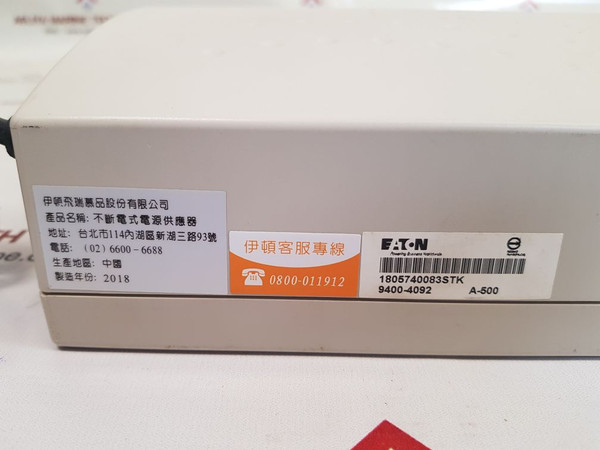 伊頓飛瑞慕品股份有限公司
產品名稱: 不斷電式電源供應器
地址: 台北市114內湖區新湖三路93號
電話: (02) 6600-6688
生產地區: 中國
製造年份: 2018
伊頓客服專線
0800-011912
EATON
Powering Business Worldwide
1805740083STK
9400-4092 A-500